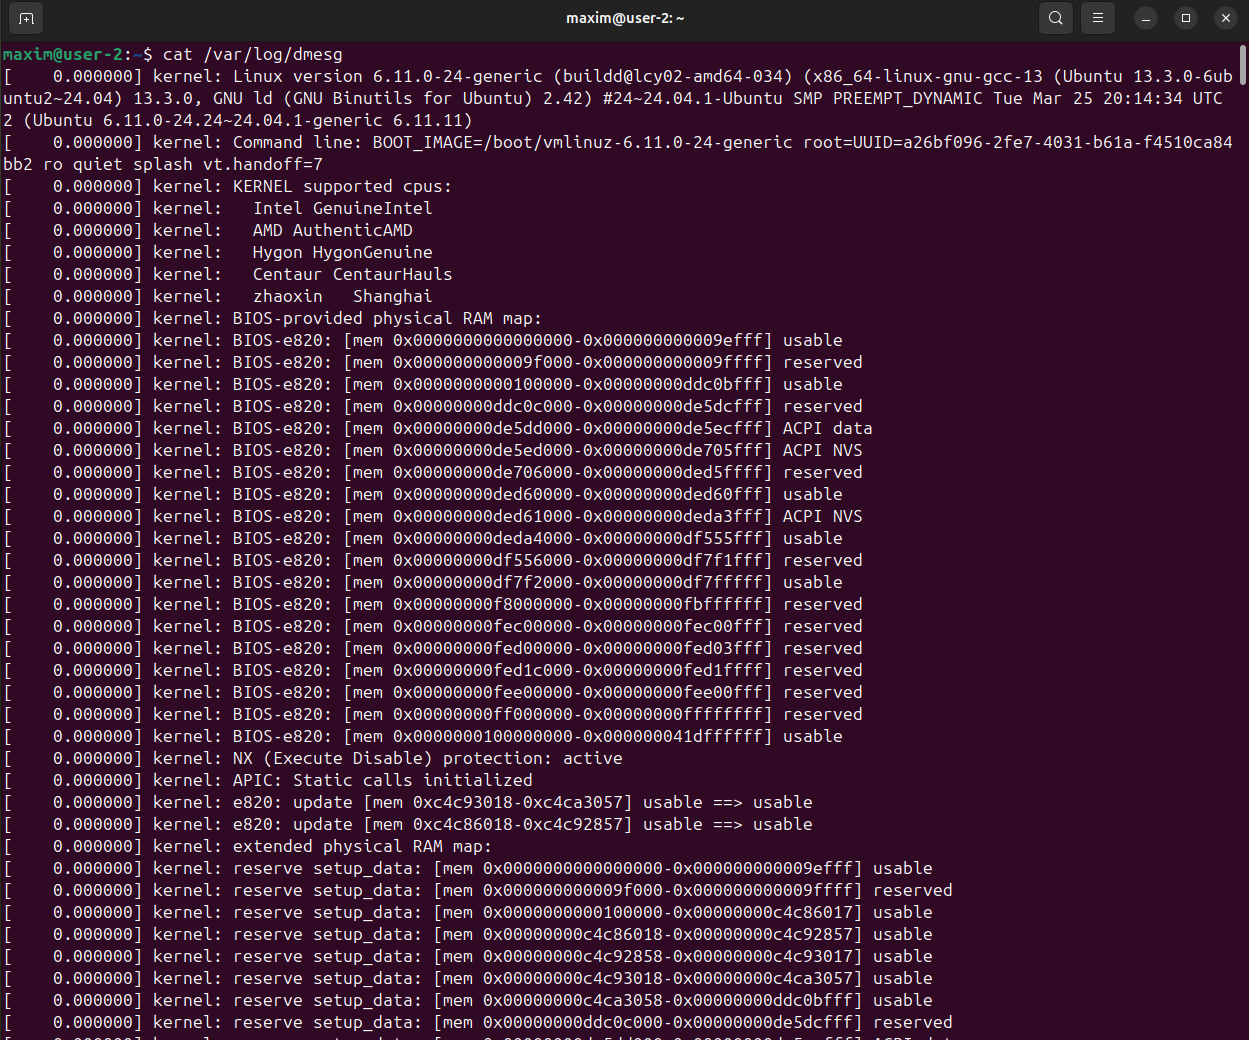 maxim@user-2: ~
maxim@user-2:~$ cat /var/log/dmesg
[    0.000000] kernel: Linux version 6.11.0-24-generic (buildd@lcy02-amd64-034) (x86_64-linux-gnu-gcc-13 (Ubuntu 13.3.0-6ub
untu2~24.04) 13.3.0, GNU ld (GNU Binutils for Ubuntu) 2.42) #24~24.04.1-Ubuntu SMP PREEMPT_DYNAMIC Tue Mar 25 20:14:34 UTC
2 (Ubuntu 6.11.0-24.24~24.04.1-generic 6.11.11)
[    0.000000] kernel: Command line: BOOT_IMAGE=/boot/vmlinuz-6.11.0-24-generic root=UUID=a26bf096-2fe7-4031-b61a-f4510ca84
bb2 ro quiet splash vt.handoff=7
[    0.000000] kernel: KERNEL supported cpus:
[    0.000000] kernel:   Intel GenuineIntel
[    0.000000] kernel:   AMD AuthenticAMD
[    0.000000] kernel:   Hygon HygonGenuine
[    0.000000] kernel:   Centaur CentaurHauls
[    0.000000] kernel:   zhaoxin   Shanghai
[    0.000000] kernel: BIOS-provided physical RAM map:
[    0.000000] kernel: BIOS-e820: [mem 0x0000000000000000-0x000000000009efff] usable
[    0.000000] kernel: BIOS-e820: [mem 0x000000000009f000-0x000000000009ffff] reserved
[    0.000000] kernel: BIOS-e820: [mem 0x0000000000100000-0x00000000ddc0bfff] usable
[    0.000000] kernel: BIOS-e820: [mem 0x00000000ddc0c000-0x00000000de5dcfff] reserved
[    0.000000] kernel: BIOS-e820: [mem 0x00000000de5dd000-0x00000000de5ecfff] ACPI data
[    0.000000] kernel: BIOS-e820: [mem 0x00000000de5ed000-0x00000000de705fff] ACPI NVS
[    0.000000] kernel: BIOS-e820: [mem 0x00000000de706000-0x00000000ded5ffff] reserved
[    0.000000] kernel: BIOS-e820: [mem 0x00000000ded60000-0x00000000ded60fff] usable
[    0.000000] kernel: BIOS-e820: [mem 0x00000000ded61000-0x00000000deda3fff] ACPI NVS
[    0.000000] kernel: BIOS-e820: [mem 0x00000000deda4000-0x00000000df555fff] usable
[    0.000000] kernel: BIOS-e820: [mem 0x00000000df556000-0x00000000df7f1fff] reserved
[    0.000000] kernel: BIOS-e820: [mem 0x00000000df7f2000-0x00000000df7fffff] usable
[    0.000000] kernel: BIOS-e820: [mem 0x00000000f8000000-0x00000000fbffffff] reserved
[    0.000000] kernel: BIOS-e820: [mem 0x00000000fec00000-0x00000000fec00fff] reserved
[    0.000000] kernel: BIOS-e820: [mem 0x00000000fed00000-0x00000000fed03fff] reserved
[    0.000000] kernel: BIOS-e820: [mem 0x00000000fed1c000-0x00000000fed1ffff] reserved
[    0.000000] kernel: BIOS-e820: [mem 0x00000000fee00000-0x00000000fee00fff] reserved
[    0.000000] kernel: BIOS-e820: [mem 0x00000000ff000000-0x00000000ffffffff] reserved
[    0.000000] kernel: BIOS-e820: [mem 0x0000000100000000-0x000000041dffffff] usable
[    0.000000] kernel: NX (Execute Disable) protection: active
[    0.000000] kernel: APIC: Static calls initialized
[    0.000000] kernel: e820: update [mem 0xc4c93018-0xc4ca3057] usable ==> usable
[    0.000000] kernel: e820: update [mem 0xc4c86018-0xc4c92857] usable ==> usable
[    0.000000] kernel: extended physical RAM map:
[    0.000000] kernel: reserve setup_data: [mem 0x0000000000000000-0x000000000009efff] usable
[    0.000000] kernel: reserve setup_data: [mem 0x000000000009f000-0x000000000009ffff] reserved
[    0.000000] kernel: reserve setup_data: [mem 0x0000000000100000-0x00000000c4c86017] usable
[    0.000000] kernel: reserve setup_data: [mem 0x00000000c4c86018-0x00000000c4c92857] usable
[    0.000000] kernel: reserve setup_data: [mem 0x00000000c4c92858-0x00000000c4c93017] usable
[    0.000000] kernel: reserve setup_data: [mem 0x00000000c4c93018-0x00000000c4ca3057] usable
[    0.000000] kernel: reserve setup_data: [mem 0x00000000c4ca3058-0x00000000ddc0bfff] usable
[    0.000000] kernel: reserve setup_data: [mem 0x00000000ddc0c000-0x00000000de5dcfff] reserved